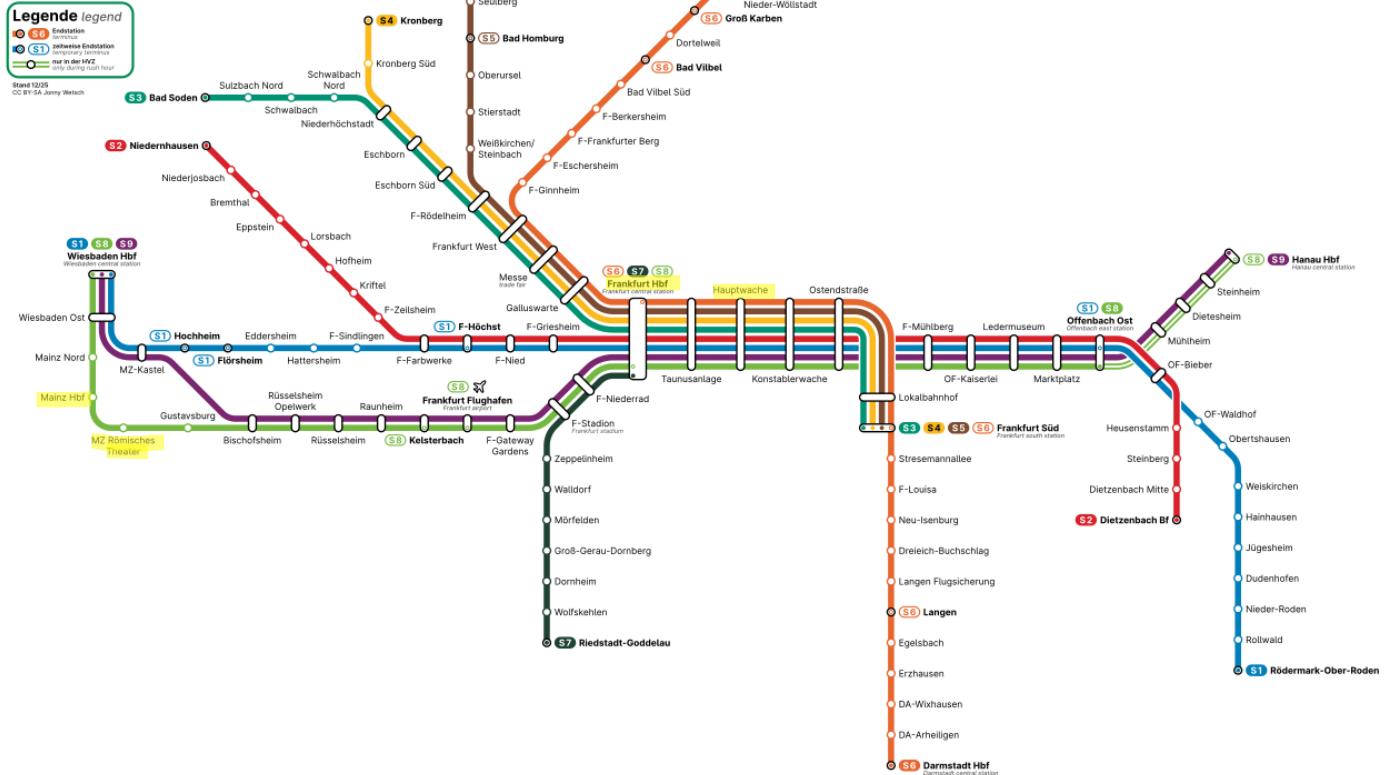 Legende legend
S6 Endstation
terminus
S1 zeitweise Endstation
temporary terminus
nur in der HVZ
only during rush hour
Stand 12/25
CC BY-SA Jonny Wetsch
S4 Kronberg
Kronberg Süd
Seulberg
S5 Bad Homburg
Oberursel
Stierstadt
Weißkirchen/
Steinbach
Nieder-Wöllstadt
S6 Groß Karben
Dortelweil
S6 Bad Vilbel
Bad Vilbel Süd
F-Berkersheim
F-Frankfurter Berg
F-Eschersheim
F-Ginnheim
S3 Bad Soden
Sulzbach Nord
Schwalbach
Schwalbach
Nord
Niederhöchstadt
Eschborn
Eschborn Süd
F-Rödelheim
Frankfurt West
Messe
trade fair
Galluswarte
S2 Niedernhausen
Niederjosbach
Bremthal
Eppstein
Lorsbach
Hofheim
Kriftel
F-Zeilsheim
S1 S8 S9
Wiesbaden Hbf
Wiesbaden central station
Wiesbaden Ost
Mainz Nord
Mainz Hbf
MZ Römisches
Theater
Gustavsburg
MZ-Kastel
S1 Hochheim
S1 Flörsheim
Eddersheim
Hattersheim
F-Sindlingen
F-Farbwerke
S1 F-Höchst
F-Nied
F-Griesheim
Bischofsheim
Rüsselsheim
Opelwerk
Rüsselsheim
Raunheim
S8 Kelsterbach
S8
Frankfurt Flughafen
Frankfurt airport
F-Gateway
Gardens
F-Stadion
Frankfurt stadium
F-Niederrad
S6 S7 S8
Frankfurt Hbf
Frankfurt central station
Taunusanlage
Hauptwache
Konstablerwache
Ostendstraße
Lokalbahnhof
S3 S4 S5 S6 Frankfurt Süd
Frankfurt south station
F-Mühlberg
OF-Kaiserlei
Ledermuseum
Marktplatz
S1 S8
Offenbach Ost
Offenbach east station
S8 S9 Hanau Hbf
Hanau central station
Steinheim
Dietesheim
Mühlheim
OF-Bieber
OF-Waldhof
Obertshausen
Weiskirchen
Hainhausen
Jügesheim
Dudenhofen
Nieder-Roden
Rollwald
S1 Rödermark-Ober-Roden
Heusenstamm
Steinberg
Dietzenbach Mitte
S2 Dietzenbach Bf
Zeppelinheim
Walldorf
Mörfelden
Groß-Gerau-Dornberg
Dornheim
Wolfskehlen
S7 Riedstadt-Goddelau
Stresemannallee
F-Louisa
Neu-Isenburg
Dreieich-Buchschlag
Langen Flugsicherung
S6 Langen
Egelsbach
Erzhausen
DA-Wixhausen
DA-Arheiligen
S6 Darmstadt Hbf
Darmstadt central station